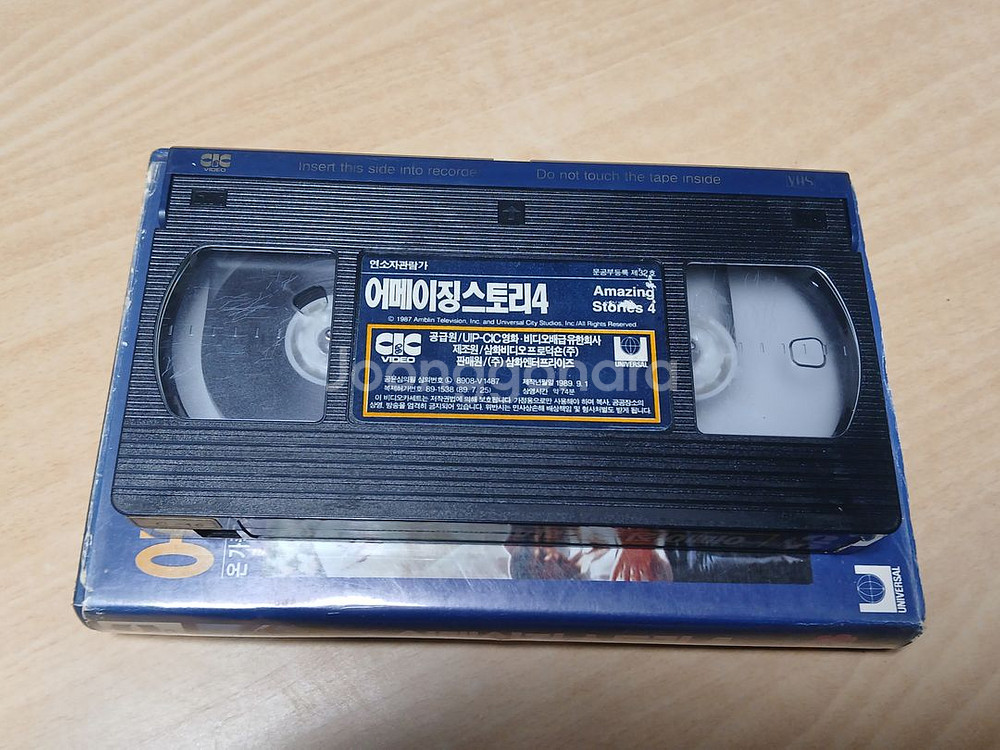 CIC VIDEO
Insert this side into recorder
Do not touch the tape inside
VHS
연소자관람가
문공부등록 제32호
어메이징스토리4
Amazing
Stories 4
© 1987 Amblin Television, Inc. and Universal City Studios, Inc./All Rights Reserved
CIC
VIDEO
공급원/UIP-CIC영화·비디오배급유한회사
제조원/삼화비디오프로덕숀(주)
판매원/(주)삼화엔터프라이즈
UNIVERSAL
공윤심의필 심의번호 Ⓛ 8908-V1487
제작년월일 1989. 9. 1
복제허가번호 89-1538 (89. 7. 25)
상영시간 약 74분
이 비디오카세트는 저작권법에 의해 보호됩니다. 가정용으로만 사용해야 하며 복사, 공공장소의
상영, 방송을 엄격히 금지되어 있습니다. 위반시는 민사상손해 배상책임 및 형사처벌도 받게 됩니다.
Joonggonara
온 가
UNIVERSAL